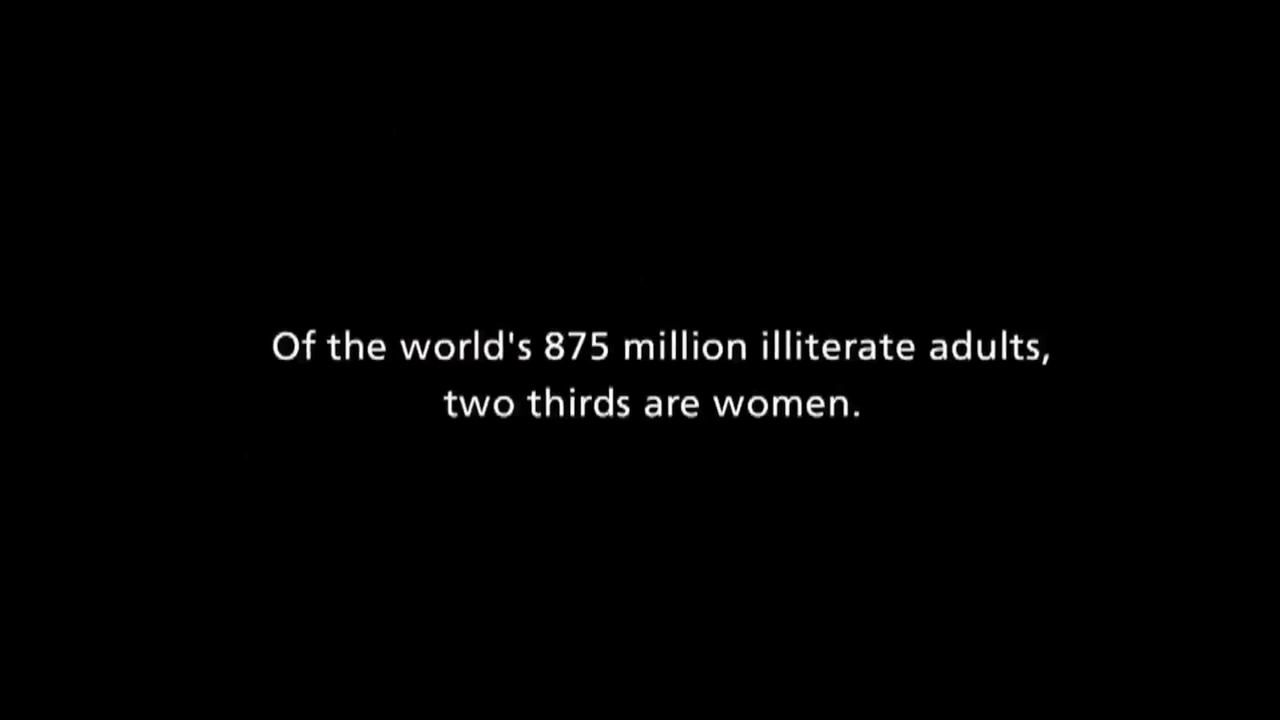 Of the world's 875 million illiterate adults,
two thirds are women.